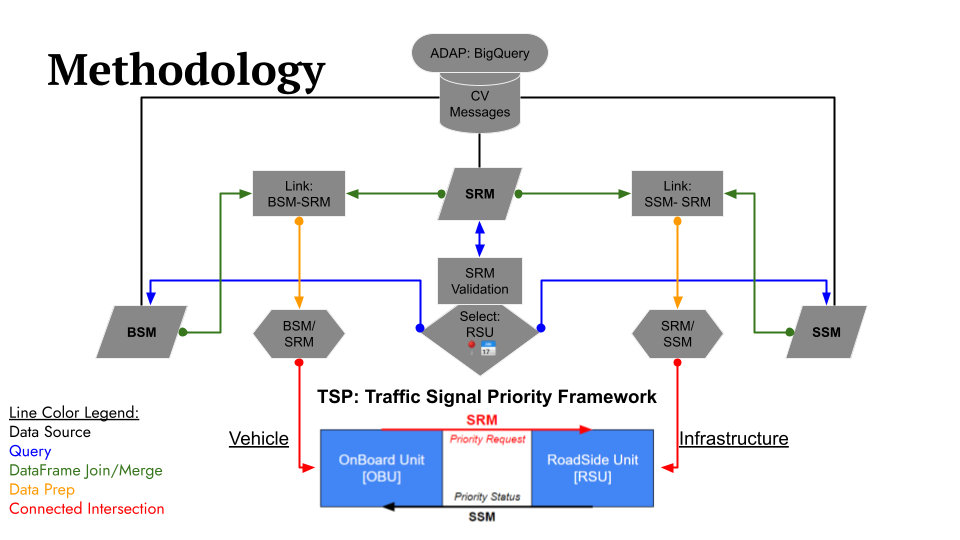 Methodology
ADAP: BigQuery
CV
Messages
Link:
BSM-SRM
SRM
Link:
SSM- SRM
SRM
Validation
BSM
BSM/
SRM
Select:
RSU
17
SRM/
SSM
SSM
TSP: Traffic Signal Priority Framework
Line Color Legend:
Data Source
Query
DataFrame Join/Merge
Data Prep
Connected Intersection
Vehicle
SRM
Priority Request
OnBoard Unit
[OBU]
RoadSide Unit
[RSU]
Priority Status
SSM
Infrastructure